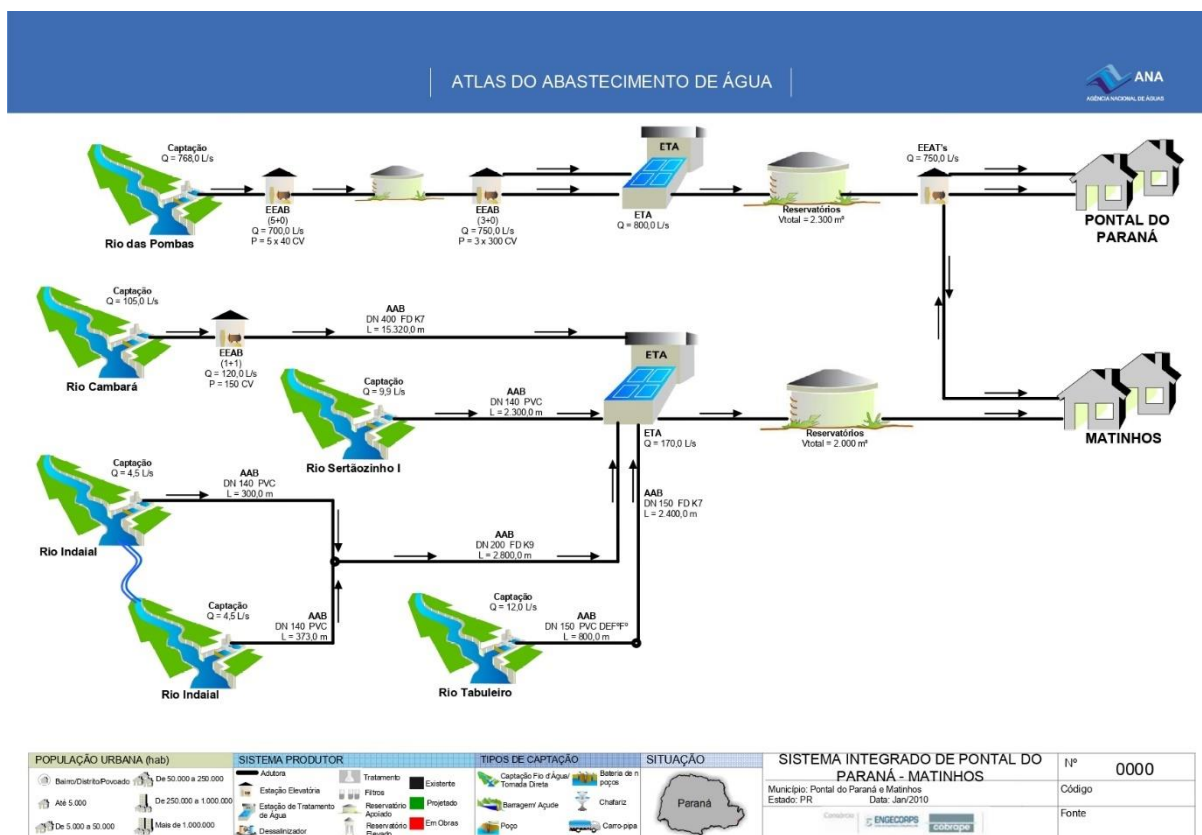 ATLAS DO ABASTECIMENTO DE ÁGUA
ANA
AGÊNCIA NACIONAL DE ÁGUAS
Captação
Q = 768,0 L/s
Rio das Pombas
EEAB
(5+0)
Q = 700,0 L/s
P = 5 x 40 CV
EEAB
(3+0)
Q = 750,0 L/s
P = 3 x 300 CV
ETA
ETA
Q = 800,0 L/s
Reservatórios
Vtotal = 2.300 m³
EEAT's
Q = 750,0 L/s
PONTAL DO
PARANÁ
Captação
Q = 105,0 L/s
Rio Cambará
EEAB
(1+1)
Q = 120,0 L/s
P = 150 CV
AAB
DN 400 FD K7
L = 15.320,0 m
ETA
ETA
Q = 170,0 L/s
Captação
Q = 9,9 L/s
Rio Sertãozinho I
AAB
DN 140 PVC
L = 2.300,0 m
Reservatórios
Vtotal = 2.000 m³
MATINHOS
Captação
Q = 4,5 L/s
Rio Indaial
AAB
DN 140 PVC
L = 300,0 m
AAB
DN 150 FD K7
L = 2.400,0 m
AAB
DN 200 FD K9
L = 2.800,0 m
Captação
Q = 4,5 L/s
Rio Indaial
AAB
DN 140 PVC
L = 373,0 m
Captação
Q = 12,0 L/s
Rio Tabuleiro
AAB
DN 150 PVC DEFºFº
L = 800,0 m
POPULAÇÃO URBANA (hab)
Bairro/Distrito/Povoado
De 50.000 a 250.000
Até 5.000
De 250.000 a 1.000.000
De 5.000 a 50.000
Mais de 1.000.000
SISTEMA PRODUTOR
Adutora
Estação Elevatória
Estação de Tratamento
de Água
Dessalinizador
Tratamento
Filtros
Reservatório
Apoiado
Reservatório
Elevado
Existente
Projetado
Em Obras
TIPOS DE CAPTAÇÃO
Captação Fio d'Água/
Tomada Direta
Barragem/ Açude
Poço
Bateria de n
poços
Chafariz
Carro-pipa
SITUAÇÃO
Paraná
SISTEMA INTEGRADO DE PONTAL DO
PARANÁ - MATINHOS
Município: Pontal do Paraná e Matinhos
Estado: PR Data: Jan/2010
Consórcio
ENGECORPS
cobrape
Nº 0000
Código
Fonte